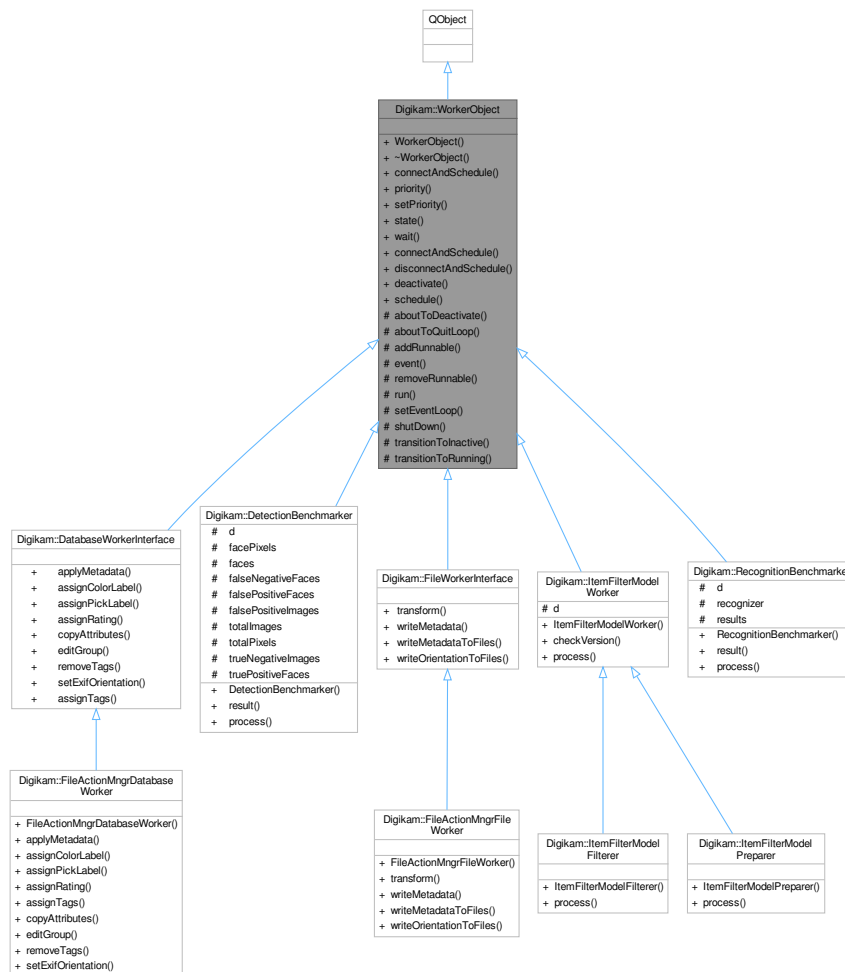 QObject
Digikam::WorkerObject
+ WorkerObject()
+ ~WorkerObject()
+ connectAndSchedule()
+ priority()
+ setPriority()
+ state()
+ wait()
+ connectAndSchedule()
+ disconnectAndSchedule()
+ deactivate()
+ schedule()
# aboutToDeactivate()
# aboutToQuitLoop()
# addRunnable()
# event()
# removeRunnable()
# run()
# setEventLoop()
# shutDown()
# transitionToInactive()
# transitionToRunning()
Digikam::DatabaseWorkerInterface
+ applyMetadata()
+ assignColorLabel()
+ assignPickLabel()
+ assignRating()
+ copyAttributes()
+ editGroup()
+ removeTags()
+ setExifOrientation()
+ assignTags()
Digikam::DetectionBenchmarker
# d
# facePixels
# faces
# falseNegativeFaces
# falsePositiveFaces
# falsePositiveImages
# totalImages
# totalPixels
# trueNegativeImages
# truePositiveFaces
+ DetectionBenchmarker()
+ result()
+ process()
Digikam::FileWorkerInterface
+ transform()
+ writeMetadata()
+ writeMetadataToFiles()
+ writeOrientationToFiles()
Digikam::ItemFilterModel
Worker
# d
+ ItemFilterModelWorker()
+ checkVersion()
+ process()
Digikam::RecognitionBenchmarke
# d
# recognizer
# results
+ RecognitionBenchmarker()
+ result()
+ process()
Digikam::FileActionMngrDatabase
Worker
+ FileActionMngrDatabaseWorker()
+ applyMetadata()
+ assignColorLabel()
+ assignPickLabel()
+ assignRating()
+ assignTags()
+ copyAttributes()
+ editGroup()
+ removeTags()
+ setExifOrientation()
Digikam::FileActionMngrFile
Worker
+ FileActionMngrFileWorker()
+ transform()
+ writeMetadata()
+ writeMetadataToFiles()
+ writeOrientationToFiles()
Digikam::ItemFilterModel
Filterer
+ ItemFilterModelFilterer()
+ process()
Digikam::ItemFilterModel
Preparer
+ ItemFilterModelPreparer()
+ process()